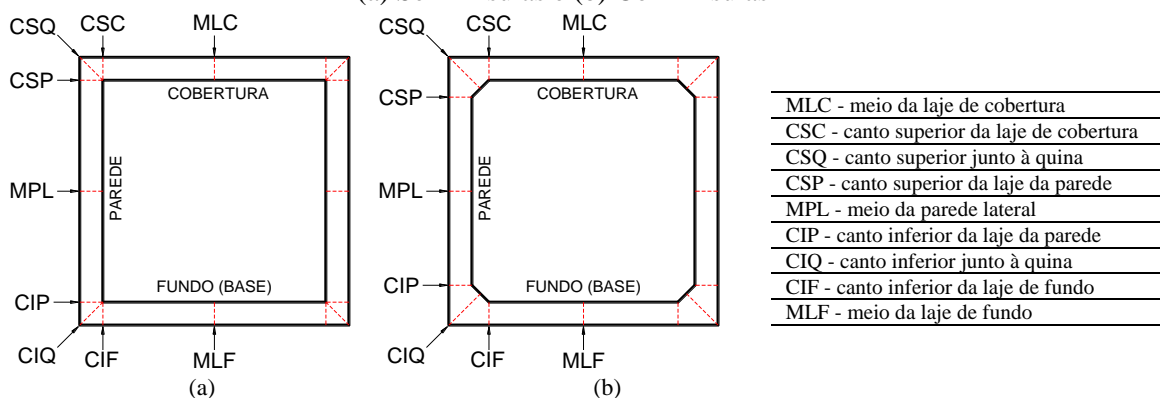 CSQ CSC MLC
CSP
COBERTURA
MPL
PAREDE
CIP
FUNDO (BASE)
CIQ CIF MLF
(a)
CSQ CSC MLC
CSP
COBERTURA
MPL
PAREDE
CIP
FUNDO (BASE)
CIQ CIF MLF
(b)
MLC - meio da laje de cobertura
CSC - canto superior da laje de cobertura
CSQ - canto superior junto à quina
CSP - canto superior da laje da parede
MPL - meio da parede lateral
CIP - canto inferior da laje da parede
CIQ - canto inferior junto à quina
CIF - canto inferior da laje de fundo
MLF - meio da laje de fundo